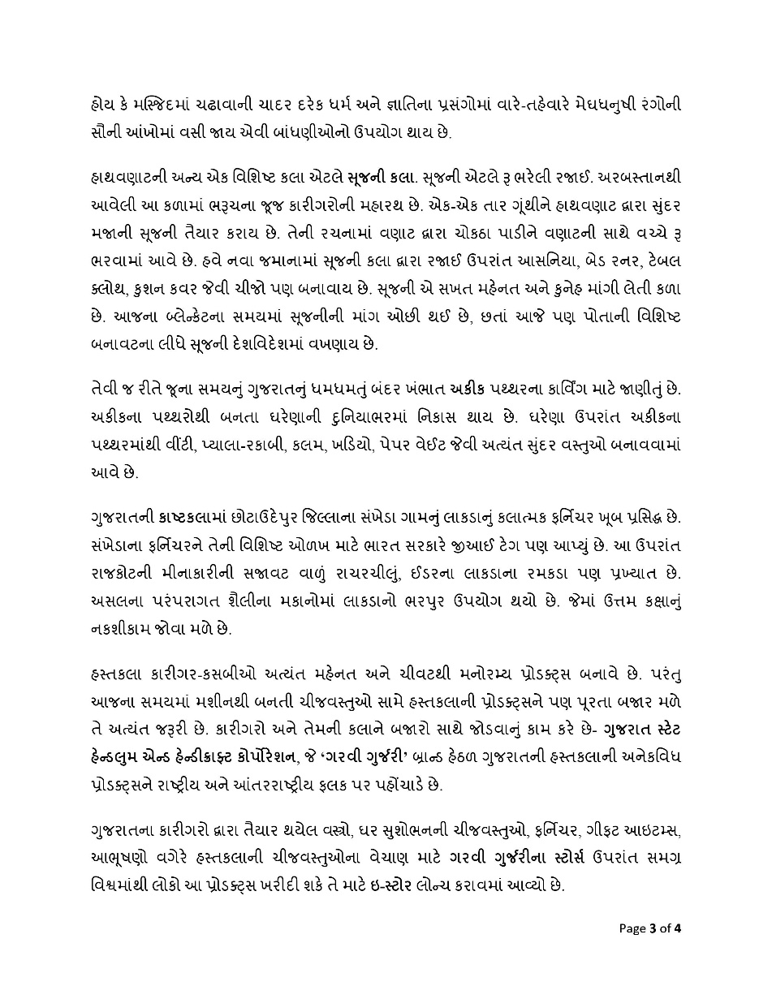 હોય કે મસ્જિદમાં ચઢાવાની ચાદર દરેક ધર્મ અને જ્ઞાતિના પ્રસંગોમાં વારે-તહેવારે મેઘધનુષી રંગોની
સૌની આંખોમાં વસી જાય એવી બાંધણીઓનો ઉપયોગ થાય છે.
હાથવણાટની અન્ય એક વિશિષ્ટ કલા એટલે સૂજની કલા. સૂજની એટલે રૂ ભરેલી રજાઈ. અરબસ્તાનથી
આવેલી આ કળામાં ભરૂચના જૂજ કારીગરોની મહારથ છે. એક-એક તાર ગૂંથીને હાથવણાટ દ્વારા સુંદર
મજાની સૂજની તૈયાર કરાય છે. તેની રચનામાં વણાટ દ્વારા ચોકઠા પાડીને વણાટની સાથે વચ્ચે રૂ
ભરવામાં આવે છે. હવે નવા જમાનામાં સૂજની કલા દ્વારા રજાઈ ઉપરાંત આસનિયા, બેડ રનર, ટેબલ
ક્લોથ, કુશન કવર જેવી ચીજો પણ બનાવાય છે. સૂજની એ સખત મહેનત અને કુનેહ માંગી લેતી કળા
છે. આજના બ્લેન્કેટના સમયમાં સૂજનીની માંગ ઓછી થઈ છે, છતાં આજે પણ પોતાની વિશિષ્ટ
બનાવટના લીધે સૂજની દેશવિદેશમાં વખણાય છે.
તેવી જ રીતે જૂના સમયનું ગુજરાતનું ધમધમતું બંદર ખંભાત અકીક પથ્થરના કાર્વિંગ માટે જાણીતું છે.
અકીકના પથ્થરોથી બનતા ઘરેણાની દુનિયાભરમાં નિકાસ થાય છે. ઘરેણા ઉપરાંત અકીકના
પથ્થરમાંથી વીંટી, પ્યાલા-રકાબી, કલમ, ખડિયો, પેપર વેઈટ જેવી અત્યંત સુંદર વસ્તુઓ બનાવવામાં
આવે છે.
ગુજરાતની કાષ્ટકલામાં છોટાઉદેપુર જિલ્લાના સંખેડા ગામનું લાકડાનું કલાત્મક ફર્નિચર ખૂબ પ્રસિદ્ધ છે.
સંખેડાના ફર્નિચરને તેની વિશિષ્ટ ઓળખ માટે ભારત સરકારે જીઆઈ ટેગ પણ આપ્યું છે. આ ઉપરાંત
રાજકોટની મીનાકારીની સજાવટ વાળું રાચરચીલું, ઈડરના લાકડાના રમકડા પણ પ્રખ્યાત છે.
અસલના પરંપરાગત શૈલીના મકાનોમાં લાકડાનો ભરપુર ઉપયોગ થયો છે. જેમાં ઉત્તમ કક્ષાનું
નકશીકામ જોવા મળે છે.
હસ્તકલા કારીગર-કસબીઓ અત્યંત મહેનત અને ચીવટથી મનોરમ્ય પ્રોડક્ટ્સ બનાવે છે. પરંતુ
આજના સમયમાં મશીનથી બનતી ચીજવસ્તુઓ સામે હસ્તકલાની પ્રોડક્ટ્સને પણ પૂરતા બજાર મળે
તે અત્યંત જરૂરી છે. કારીગરો અને તેમની કલાને બજારો સાથે જોડવાનું કામ કરે છે- ગુજરાત સ્ટેટ
હેન્ડલુમ એન્ડ હેન્ડીક્રાફ્ટ કોર્પોરેશન, જે ‘ગરવી ગુર્જરી’ બ્રાન્ડ હેઠળ ગુજરાતની હસ્તકલાની અનેકવિધ
પ્રોડક્ટ્સને રાષ્ટ્રીય અને આંતરરાષ્ટ્રીય ફલક પર પહોંચાડે છે.
ગુજરાતના કારીગરો દ્વારા તૈયાર થયેલ વસ્ત્રો, ઘર સુશોભનની ચીજવસ્તુઓ, ફર્નિચર, ગીફટ આઇટમ્સ,
આભૂષણો વગેરે હસ્તકલાની ચીજવસ્તુઓના વેચાણ માટે ગરવી ગુર્જરીના સ્ટોર્સ ઉપરાંત સમગ્ર
વિશ્વમાંથી લોકો આ પ્રોડક્ટ્સ ખરીદી શકે તે માટે ઇ-સ્ટોર લોન્ચ કરાવમાં આવ્યો છે.
Page 3 of 4